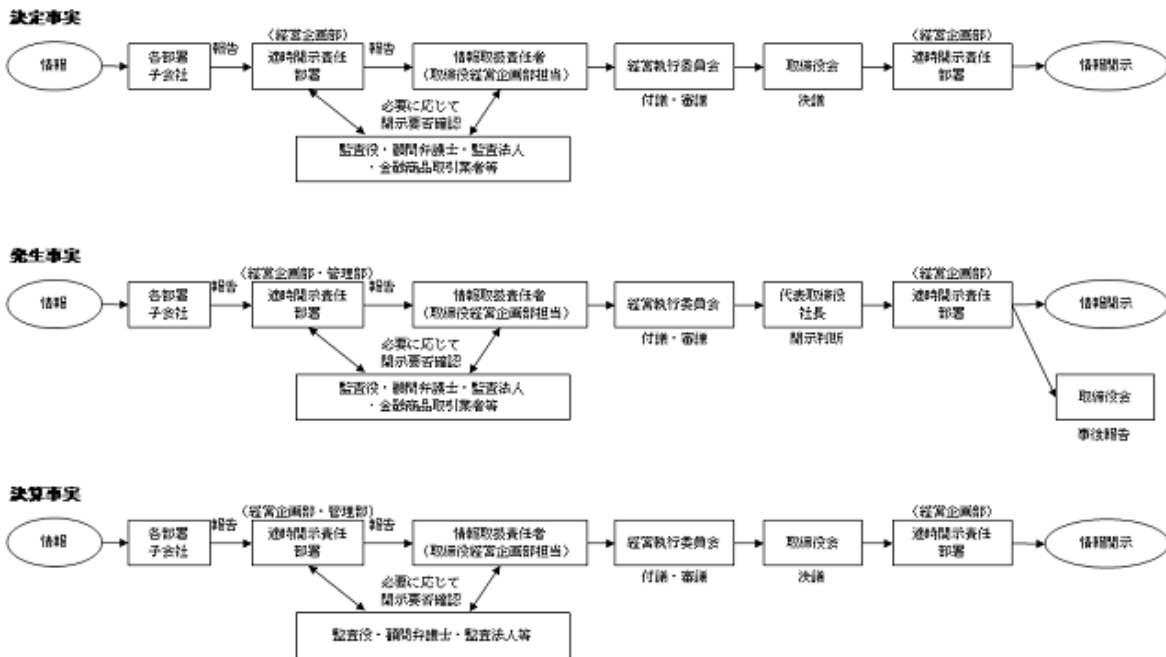 決定事実
(経営企画部)
(経営企画部)
情報
各部署
子会社
報告
適時開示責任
部署
報告
情報取扱責任者
(取締役経営企画部担当)
経営執行委員会
取締役会
適時開示責任
部署
情報開示
付議・審議
決議
必要に応じて
開示要否確認
監査役・顧問弁護士・監査法人
・金融商品取引業者等
発生事実
(経営企画部・管理部)
(経営企画部)
情報
各部署
子会社
報告
適時開示責任
部署
報告
情報取扱責任者
(取締役経営企画部担当)
経営執行委員会
代表取締役
社長
適時開示責任
部署
情報開示
付議・審議
開示判断
必要に応じて
開示要否確認
監査役・顧問弁護士・監査法人
・金融商品取引業者等
取締役会
事後報告
決算事実
(経営企画部・管理部)
(経営企画部)
情報
各部署
子会社
報告
適時開示責任
部署
報告
情報取扱責任者
(取締役経営企画部担当)
経営執行委員会
取締役会
適時開示責任
部署
情報開示
付議・審議
決議
必要に応じて
開示要否確認
監査役・顧問弁護士・監査法人等